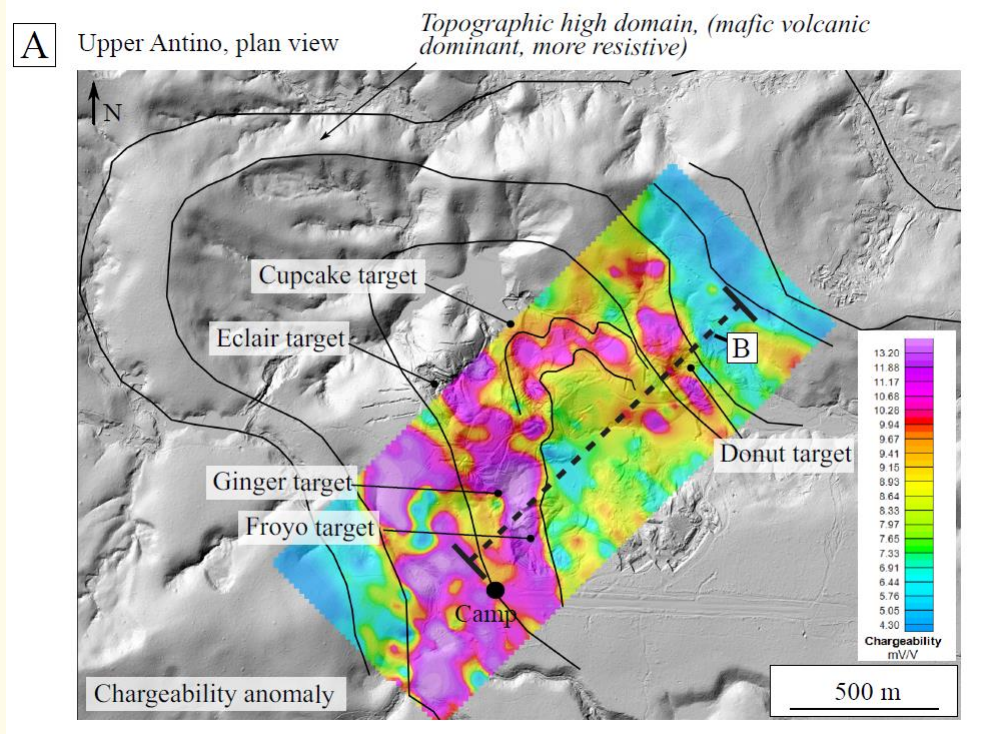 A
Upper Antino, plan view
Topographic high domain, (mafic volcanic
dominant, more resistive)
N
Cupcake target
Eclair target
B
Donut target
Ginger target
Froyo target
Camp
13.20
11.88
11.17
10.68
10.28
9.94
9.67
9.41
9.15
8.93
8.64
8.33
7.97
7.65
7.33
6.91
6.44
5.76
5.05
4.30
Chargeability
mV/V
Chargeability anomaly
500 m